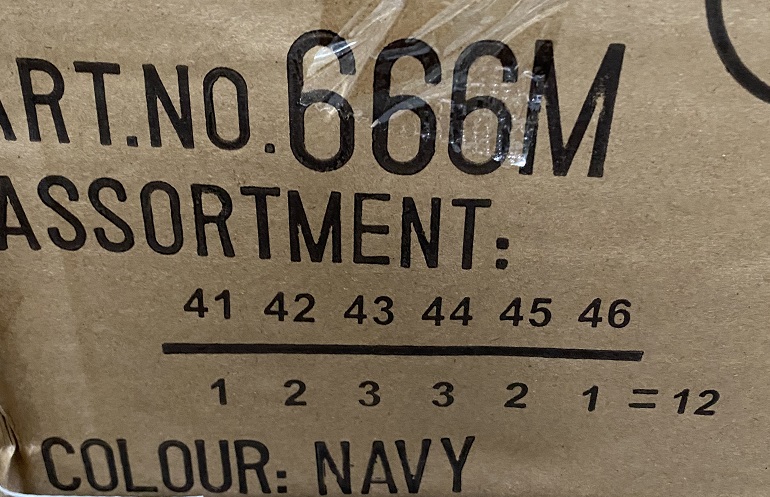 ART.NO.666M
ASSORTMENT:
41 42 43 44 45 46
1 2 3 3 2 1 = 12
COLOUR: NAVY